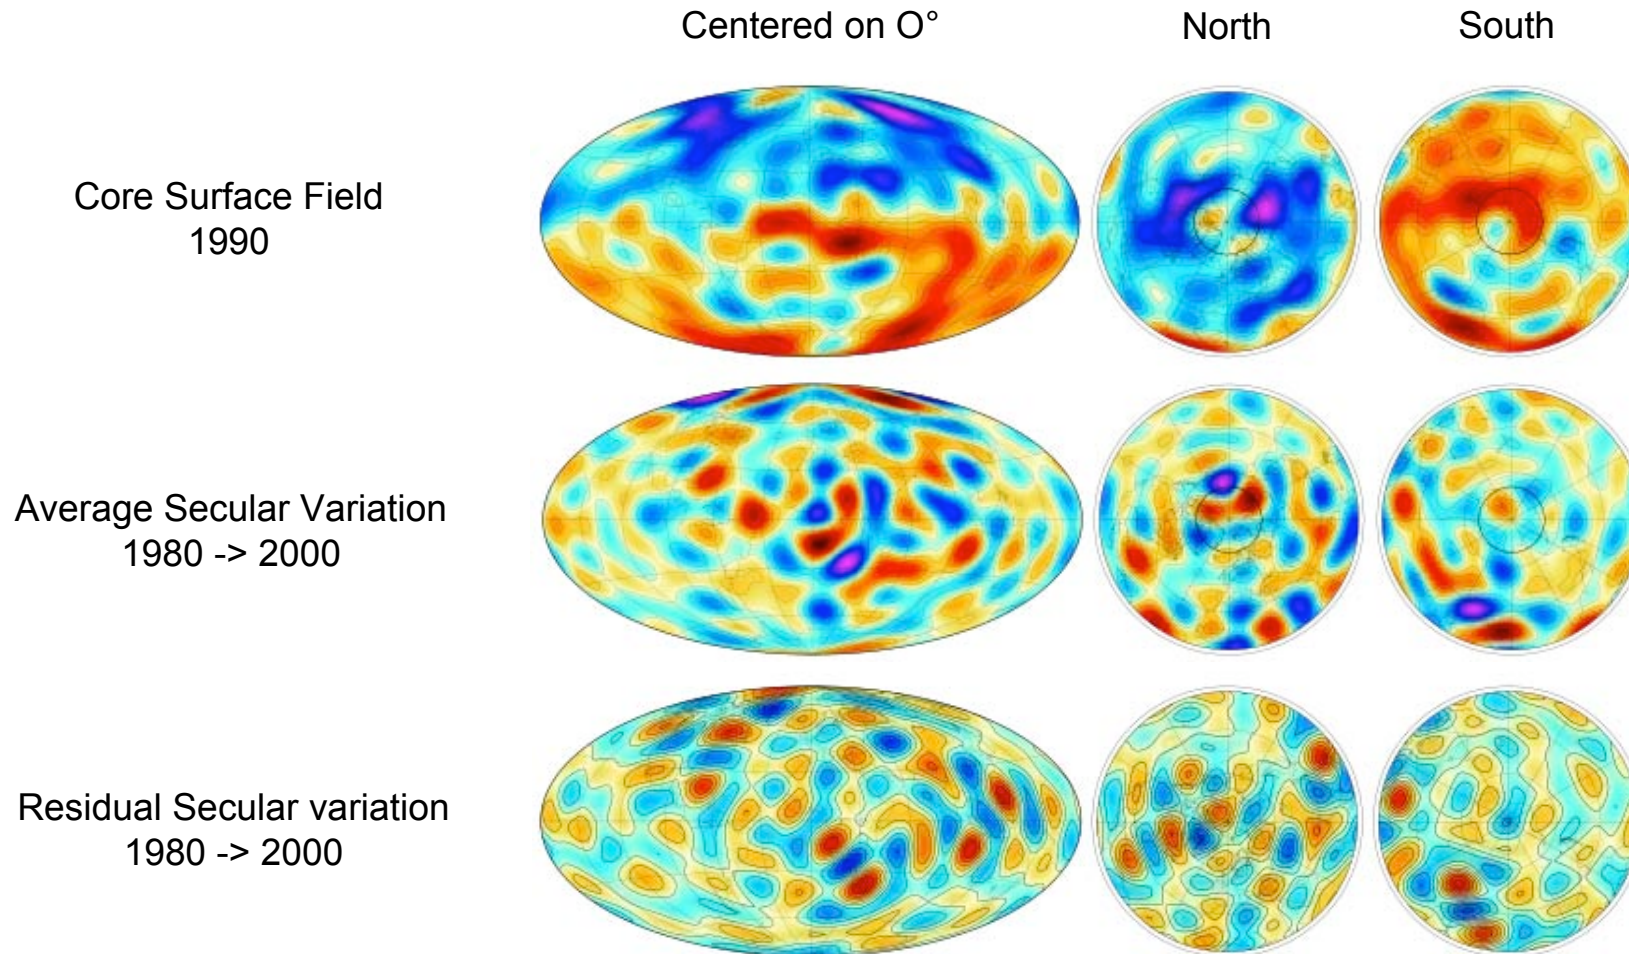 Centered on O°
North
South
Core Surface Field
1990
Average Secular Variation
1980 -> 2000
Residual Secular variation
1980 -> 2000